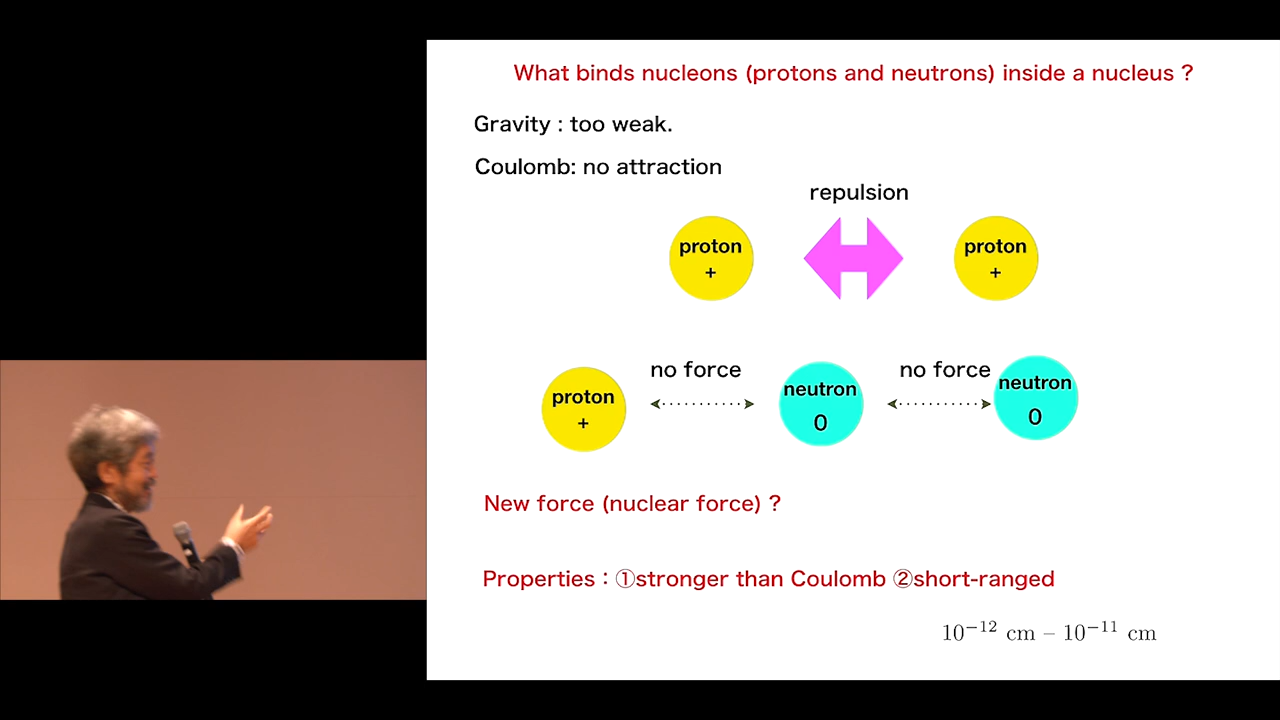 What binds nucleons (protons and neutrons) inside a nucleus ?
Gravity : too weak.
Coulomb: no attraction
repulsion
proton
+
proton
+
no force
no force
proton
+
neutron
0
neutron
0
New force (nuclear force) ?
Properties：①stronger than Coulomb ②short-ranged
10⁻¹² cm – 10⁻¹¹ cm